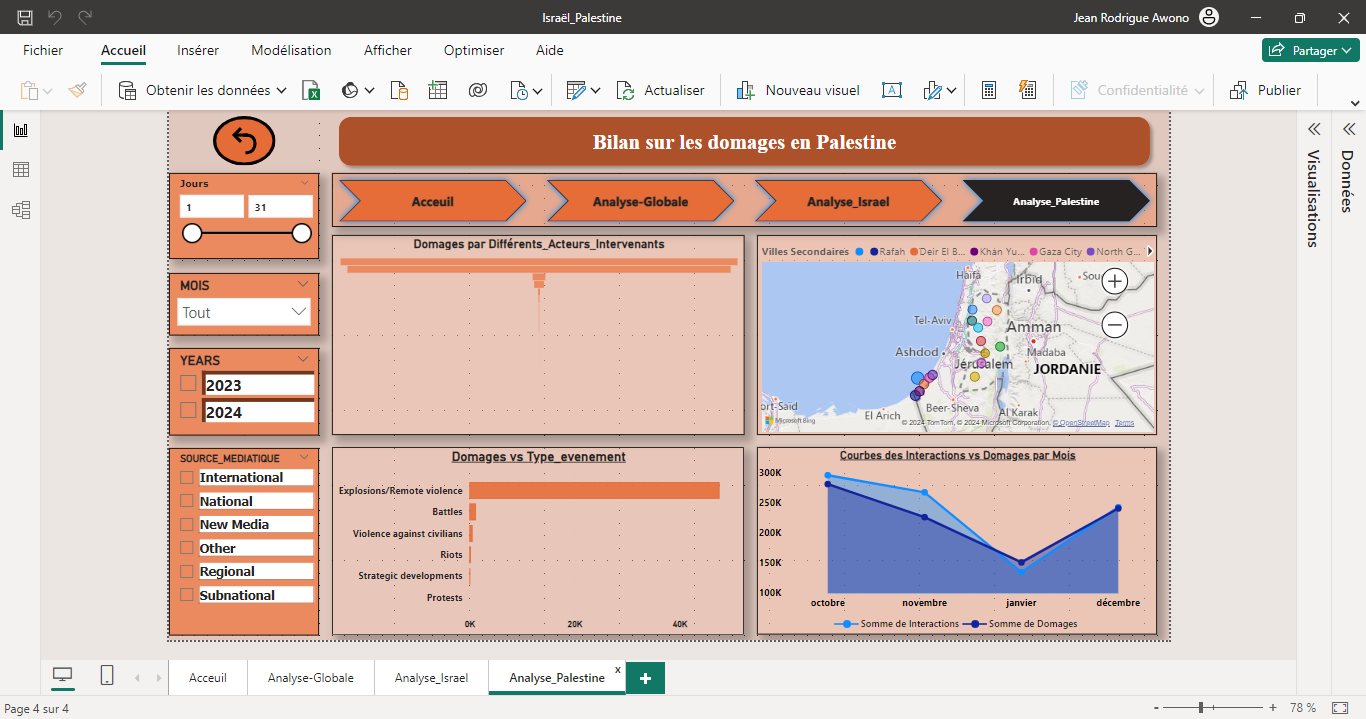 Israël_Palestine
Jean Rodrigue Awono
Fichier
Accueil
Insérer
Modélisation
Afficher
Optimiser
Aide
Partager
Obtenir les données
Actualiser
Nouveau visuel
Confidentialité
Publier
Bilan sur les domages en Palestine
Jours
1
31
Acceuil
Analyse-Globale
Analyse_Israel
Analyse_Palestine
MOIS
Tout
YEARS
2023
2024
SOURCE_MEDIATIQUE
International
National
New Media
Other
Regional
Subnational
Domages par Différents_Acteurs_Intervenants
Villes Secondaires
Rafah
Deir El B...
Khan Yu...
Gaza City
North G...
Haïfa
Irbid
Sou
Tel-Aviv
Amman
Ashdod
Madaba
Jérusalem
JORDANIE
ort-Saïd
El Arich
Beer-Sheva
Al Karak
Microsoft Bing
© 2024 TomTom, © 2024 Microsoft Corporation, © OpenStreetMap Terms
Domages vs Type_evenement
Explosions/Remote violence
Battles
Violence against civilians
Riots
Strategic developments
Protests
0K
20K
40K
Courbes des Interactions vs Domages par Mois
300K
250K
200K
150K
100K
octobre
novembre
janvier
décembre
Somme de Interactions
Somme de Domages
Visualisations
Données
Acceuil
Analyse-Globale
Analyse_Israel
Analyse_Palestine
x
+
Page 4 sur 4
- + 78 %